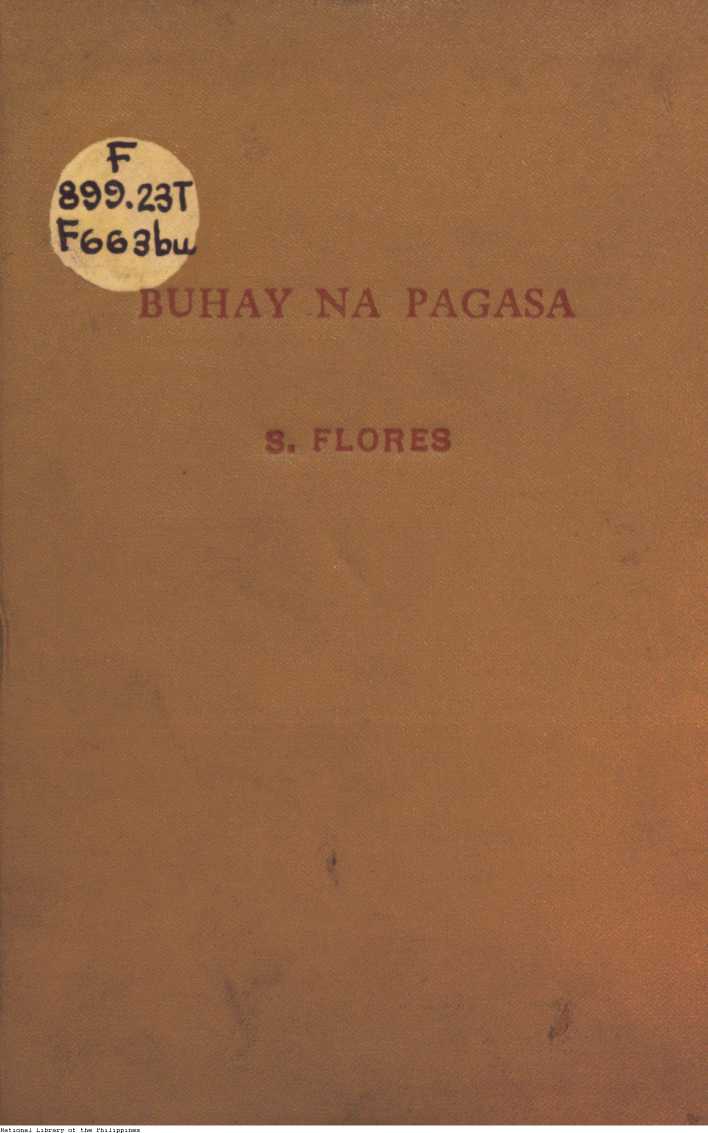 F
899.23T
F663bu
BUHAY NA PAGASA
S. FLORES
National Library of the Philippines